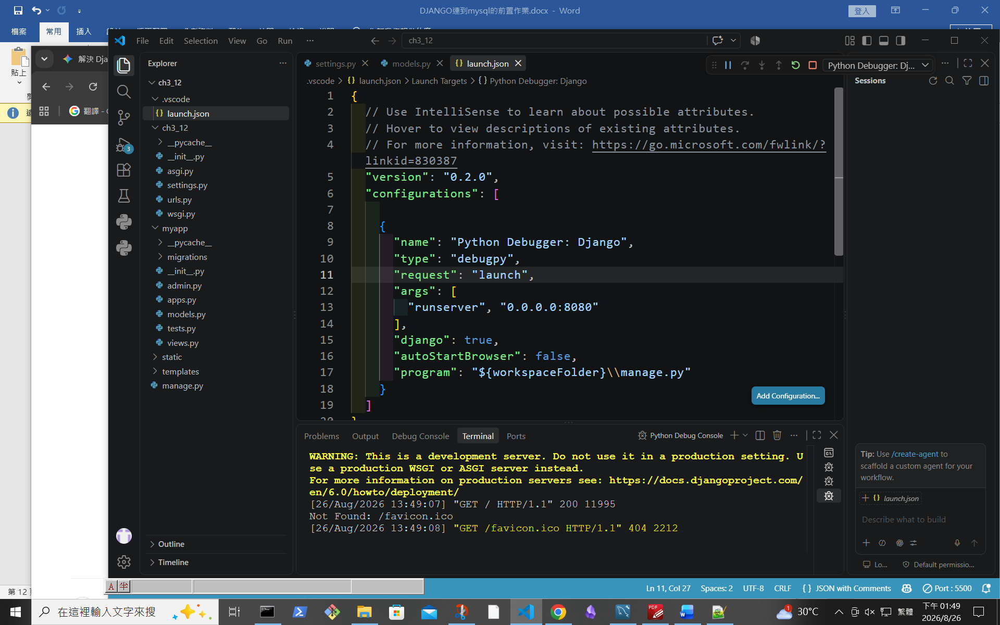 DJANGO連到mysql的前置作業.docx - Word
登入
檔案
常用
插入
貼上
解決 Dja
翻譯 - G
File Edit Selection View Go Run ···
ch3_12
Explorer
ch3_12
.vscode
launch.json
ch3_12
__pycache__
__init__.py
asgi.py
settings.py
urls.py
wsgi.py
myapp
__pycache__
migrations
__init__.py
admin.py
apps.py
models.py
tests.py
views.py
static
templates
manage.py
Outline
Timeline
3
settings.py
models.py
launch.json
Python Debugger: Dj...
.vscode > launch.json > Launch Targets > {} Python Debugger: Django
1 {
2 // Use IntelliSense to learn about possible attributes.
3 // Hover to view descriptions of existing attributes.
4 // For more information, visit: https://go.microsoft.com/fwlink/?
linkid=830387
5 "version": "0.2.0",
6 "configurations": [
7
8 {
9 "name": "Python Debugger: Django",
10 "type": "debugpy",
11 "request": "launch",
12 "args": [
13 "runserver", "0.0.0.0:8080"
14 ],
15 "django": true,
16 "autoStartBrowser": false,
17 "program": "${workspaceFolder}\\manage.py"
18 }
19 ]
20 }
Add Configuration...
Problems Output Debug Console Terminal Ports
Python Debug Console
WARNING: This is a development server. Do not use it in a production setting. U
se a production WSGI or ASGI server instead.
For more information on production servers see: https://docs.djangoproject.com/
en/6.0/howto/deployment/
[26/Aug/2026 13:49:07] "GET / HTTP/1.1" 200 11995
Not Found: /favicon.ico
[26/Aug/2026 13:49:08] "GET /favicon.ico HTTP/1.1" 404 2212
Sessions
Tip: Use /create-agent to
scaffold a custom agent for your
workflow.
launch.json
Describe what to build
Lo...
Default permissio...
第 12
A 半
Ln 11, Col 27 Spaces: 2 UTF-8 CRLF {} JSON with Comments Port : 5500
在這裡輸入文字來搜
PDF
1
30°C
繁體
下午 01:49
2026/8/26